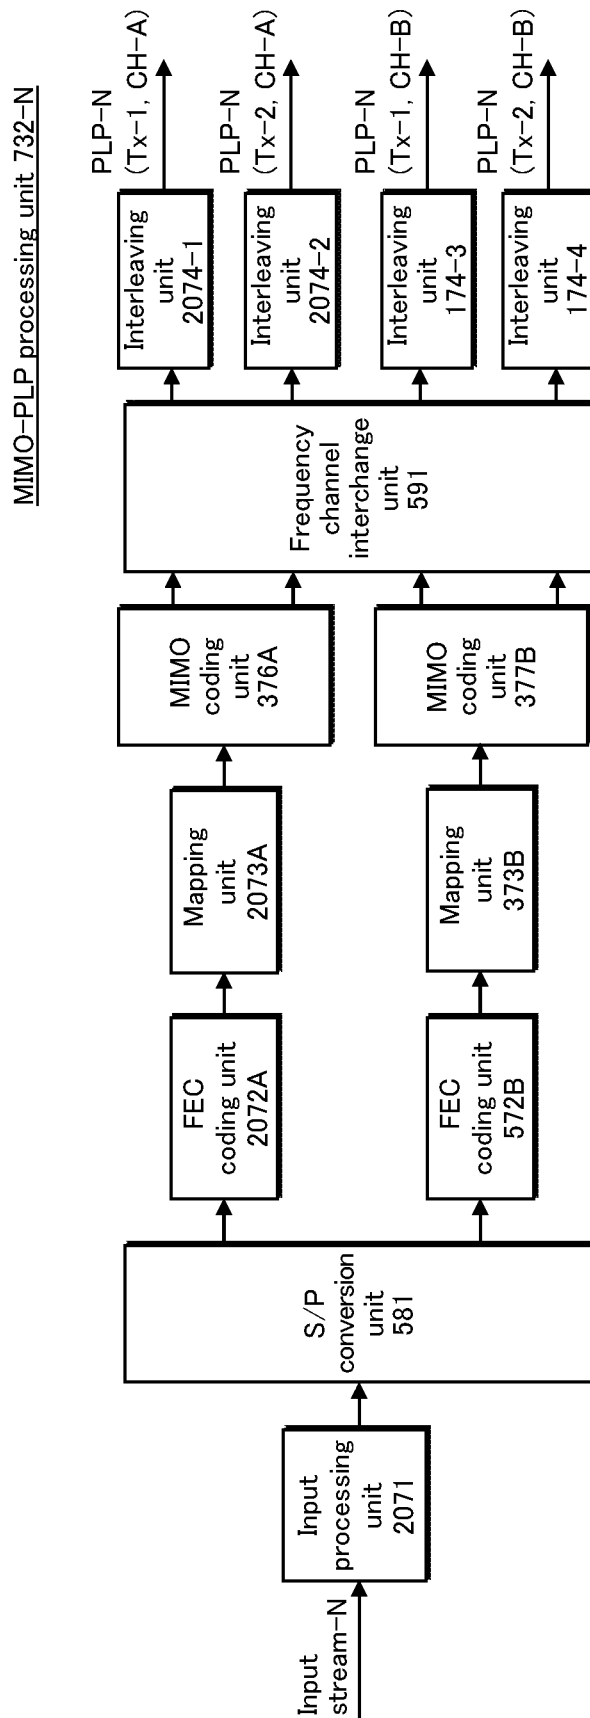 MIMO-PLP processing unit 732-N
Input
stream-N
Input
processing
unit
2071
S/P
conversion
unit
581
FEC
coding unit
2072A
Mapping
unit
2073A
MIMO
coding
unit
376A
FEC
coding unit
572B
Mapping
unit
373B
MIMO
coding
unit
377B
Frequency
channel
interchange
unit
591
Interleaving
unit
2074-1
PLP-N
(Tx-1, CH-A)
Interleaving
unit
2074-2
PLP-N
(Tx-2, CH-A)
Interleaving
unit
174-3
PLP-N
(Tx-1, CH-B)
Interleaving
unit
174-4
PLP-N
(Tx-2, CH-B)